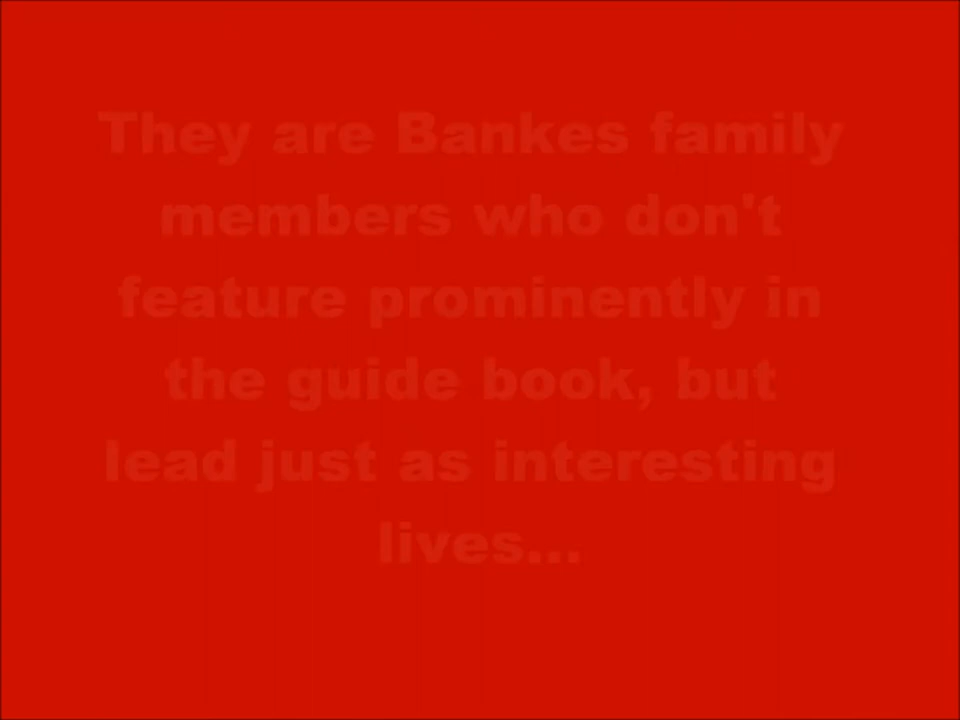 They are Bankes family
members who don't
feature prominently in
the guide book, but
lead just as interesting
lives...